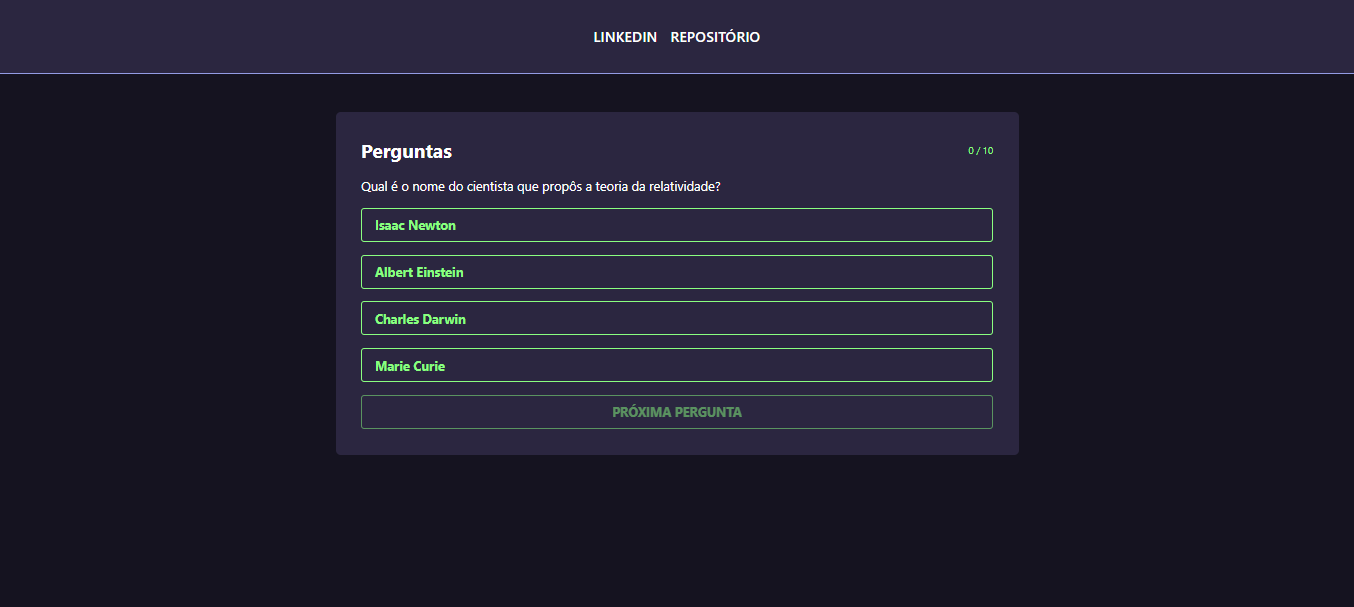 LINKEDIN REPOSITÓRIO
Perguntas 0 / 10
Qual é o nome do cientista que propôs a teoria da relatividade?
Isaac Newton
Albert Einstein
Charles Darwin
Marie Curie
PRÓXIMA PERGUNTA